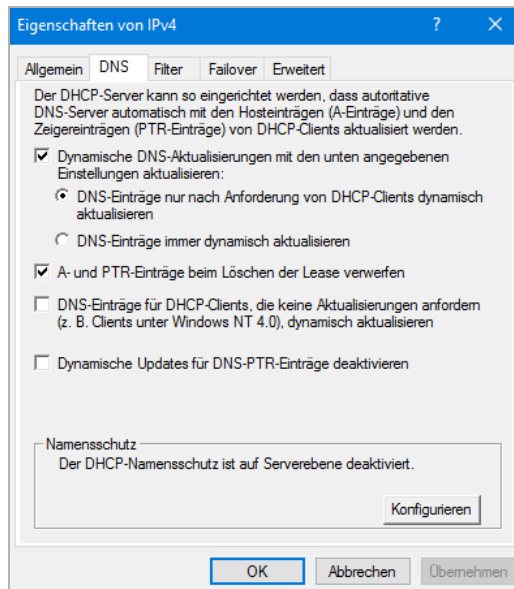 Eigenschaften von IPv4
?
Allgemein DNS Filter Failover Erweitert
Der DHCP-Server kann so eingerichtet werden, dass autoritative
DNS-Server automatisch mit den Hosteinträgen (A-Einträge) und den
Zeigereinträgen (PTR-Einträge) von DHCP-Clients aktualisiert werden.
Dynamische DNS-Aktualisierungen mit den unten angegebenen
Einstellungen aktualisieren:
DNS-Einträge nur nach Anforderung von DHCP-Clients dynamisch
aktualisieren
DNS-Einträge immer dynamisch aktualisieren
A- und PTR-Einträge beim Löschen der Lease verwerfen
DNS-Einträge für DHCP-Clients, die keine Aktualisierungen anfordern
(z. B. Clients unter Windows NT 4.0), dynamisch aktualisieren
Dynamische Updates für DNS-PTR-Einträge deaktivieren
Namensschutz
Der DHCP-Namensschutz ist auf Serverebene deaktiviert.
Konfigurieren
OK Abbrechen Übernehmen